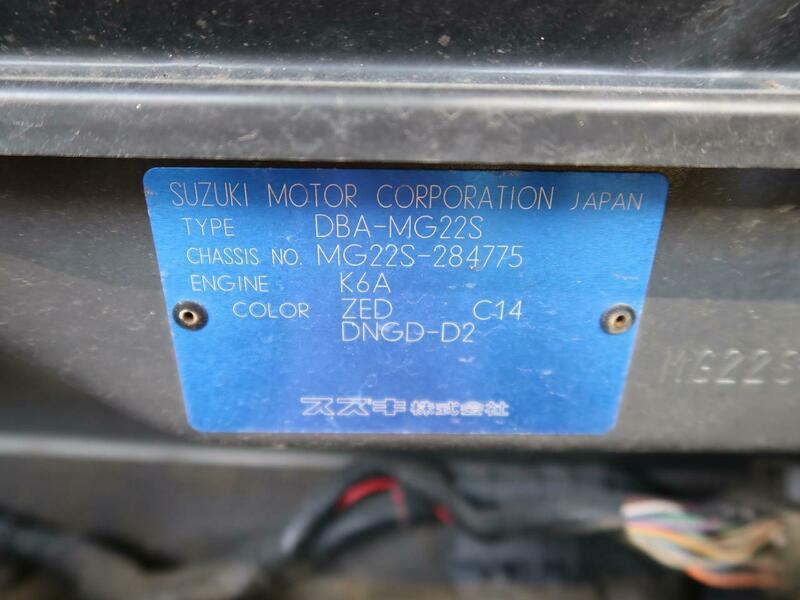 SUZUKI MOTOR CORPORATION JAPAN
TYPE DBA-MG22S
CHASSIS NO. MG22S-284775
ENGINE K6A
COLOR ZED C14
DNGD-D2
スズキ株式会社
MG22S